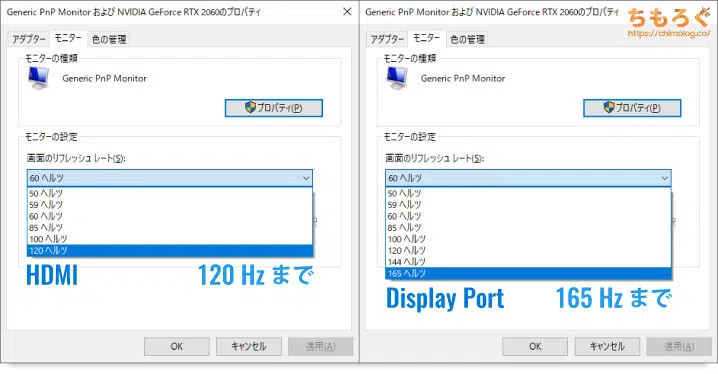 Generic PnP Monitor および NVIDIA GeForce RTX 2060のプロパティ
アダプター モニター 色の管理
モニターの種類
Generic PnP Monitor
プロパティ(P)
モニターの設定
画面のリフレッシュ レート(S):
60 ヘルツ
50 ヘルツ
59 ヘルツ
60 ヘルツ
85 ヘルツ
100 ヘルツ
120 ヘルツ
HDMI 120 Hz まで
OK キャンセル 適用(A)
Generic PnP Monitor および NVIDIA GeForce RTX 2060のプロパティ
ちもろぐ
https://chimolog.co/
アダプター モニター 色の管理
モニターの種類
Generic PnP Monitor
プロパティ(P)
モニターの設定
画面のリフレッシュ レート(S):
60 ヘルツ
50 ヘルツ
59 ヘルツ
60 ヘルツ
85 ヘルツ
100 ヘルツ
120 ヘルツ
144 ヘルツ
165 ヘルツ
Display Port 165 Hz まで
OK キャンセル 適用(A)